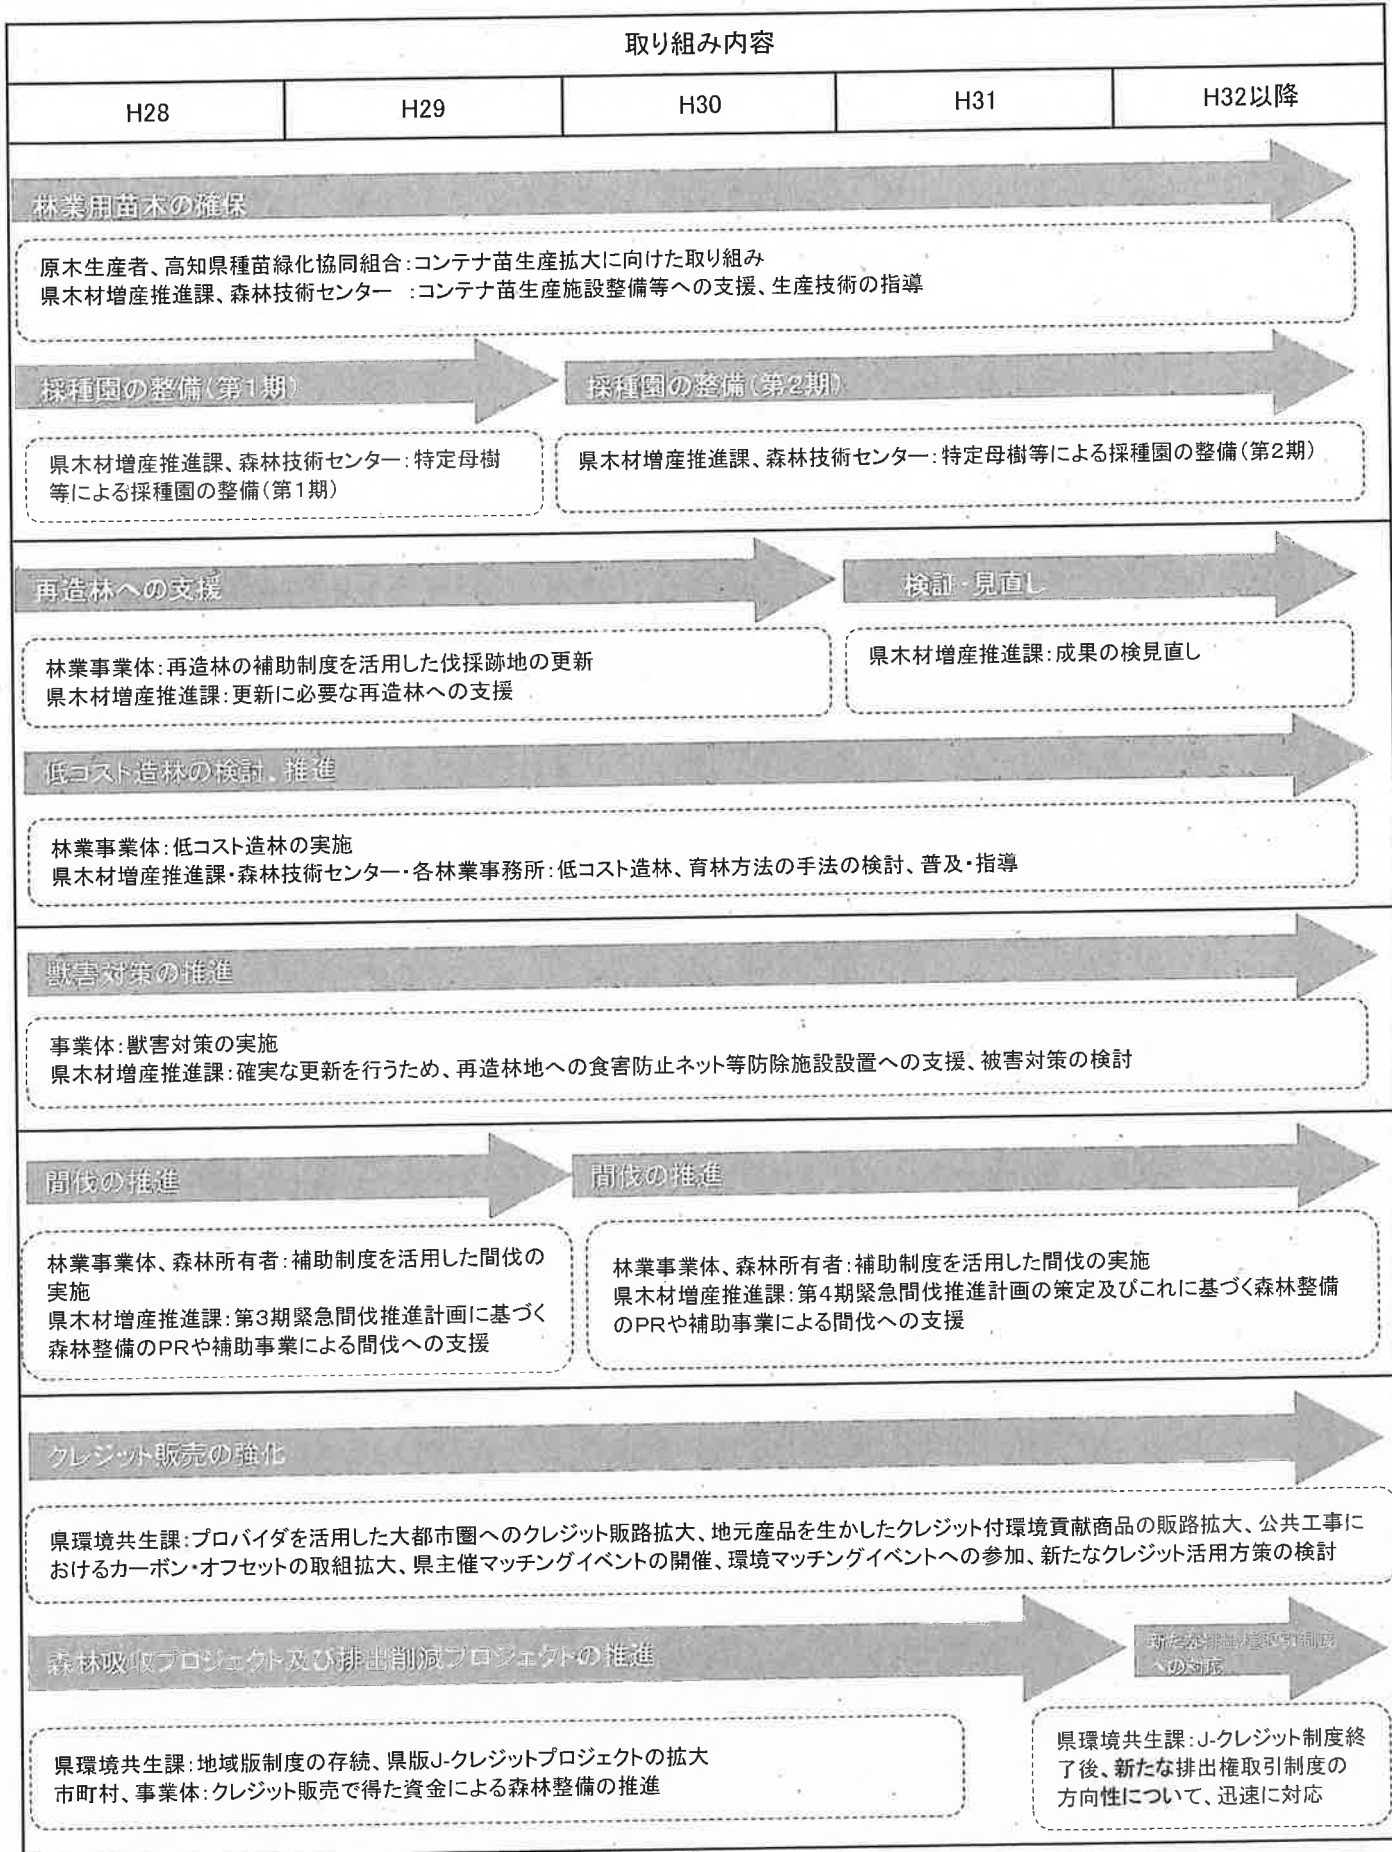 取り組み内容
H28
H29
H30
H31
H32以降
林業用苗木の確保
原木生産者、高知県種苗緑化協同組合:コンテナ苗生産拡大に向けた取り組み
県木材増産推進課、森林技術センター :コンテナ苗生産施設整備等への支援、生産技術の指導
採種園の整備(第1期)
採種園の整備(第2期)
県木材増産推進課、森林技術センター:特定母樹
等による採種園の整備(第1期)
県木材増産推進課、森林技術センター:特定母樹等による採種園の整備(第2期)
再造林への支援
検証・見直し
林業事業体:再造林の補助制度を活用した伐採跡地の更新
県木材増産推進課:更新に必要な再造林への支援
県木材増産推進課:成果の検見直し
低コスト造林の検討、推進
林業事業体:低コスト造林の実施
県木材増産推進課・森林技術センター・各林業事務所:低コスト造林、育林方法の手法の検討、普及・指導
獣害対策の推進
事業体:獣害対策の実施
県木材増産推進課:確実な更新を行うため、再造林地への食害防止ネット等防除施設設置への支援、被害対策の検討
間伐の推進
間伐の推進
林業事業体、森林所有者:補助制度を活用した間伐の
実施
県木材増産推進課:第3期緊急間伐推進計画に基づく
森林整備のPRや補助事業による間伐への支援
林業事業体、森林所有者:補助制度を活用した間伐の実施
県木材増産推進課:第4期緊急間伐推進計画の策定及びこれに基づく森林整備
のPRや補助事業による間伐への支援
クレジット販売の強化
県環境共生課:プロバイダを活用した大都市圏へのクレジット販路拡大、地元産品を生かしたクレジット付環境貢献商品の販路拡大、公共工事に
おけるカーボン・オフセットの取組拡大、県主催マッチングイベントの開催、環境マッチングイベントへの参加、新たなクレジット活用方策の検討
森林吸収プロジェクト及び排出削減プロジェクトの推進
新たな排出権取引制度
への対応
県環境共生課:地域版制度の存続、県版J-クレジットプロジェクトの拡大
市町村、事業体:クレジット販売で得た資金による森林整備の推進
県環境共生課:J-クレジット制度終
了後、新たな排出権取引制度の
方向性について、迅速に対応